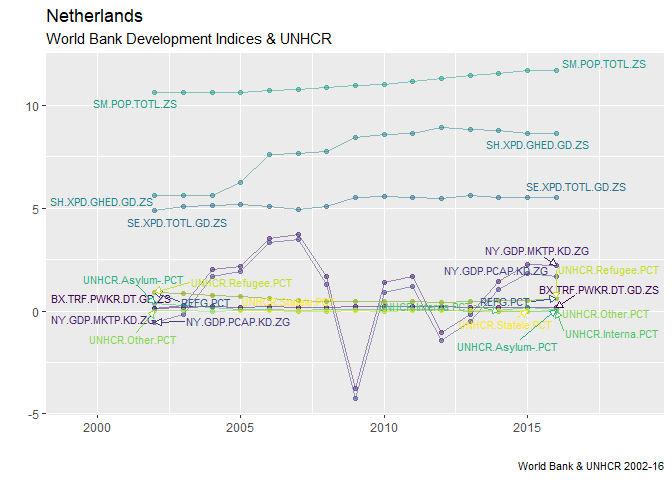 Netherlands
World Bank Development Indices & UNHCR
SM.POP.TOTL.ZS
10
SM.POP.TOTL.ZS
SH.XPD.GHED.GD.ZS
SE.XPD.TOTL.GD.ZS
SH.XPD.GHED.GD.ZS
5
SE.XPD.TOTL.GD.ZS
NY.GDP.MKTP.KD.ZG
NY.GDP.PCAP.KD.ZG
UNHCR.Refugee.PCT
UNHCR.Asylum-.PCT
UNHCR.Refugee.PCT
BX.TRF.PWKR.DT.GD.ZS
BX.TRF.PWKR.DT.GD.ZS
REFG.PCT
REFG.PCT
0
NY.GDP.MKTP.KD.ZG
NY.GDP.PCAP.KD.ZG
UNHCR.Other.PCT
UNHCR.Statele.PCT
UNHCR.Other.PCT
UNHCR.Interna.PCT
UNHCR.Asylum-.PCT
-5
2000
2005
2010
2015
World Bank & UNHCR 2002-16